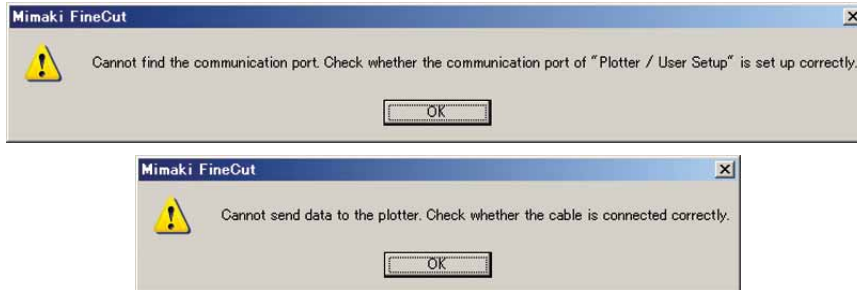 Mimaki FineCut
Cannot find the communication port. Check whether the communication port of "Plotter / User Setup" is set up correctly.
OK
Mimaki FineCut
Cannot send data to the plotter. Check whether the cable is connected correctly.
OK